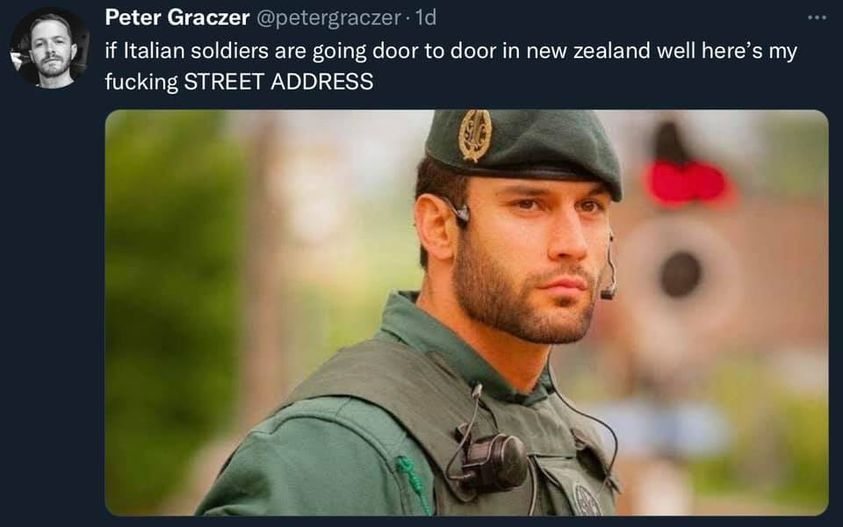 Peter Graczer @petergraczer · 1d
if Italian soldiers are going door to door in new zealand well here’s my
fucking STREET ADDRESS